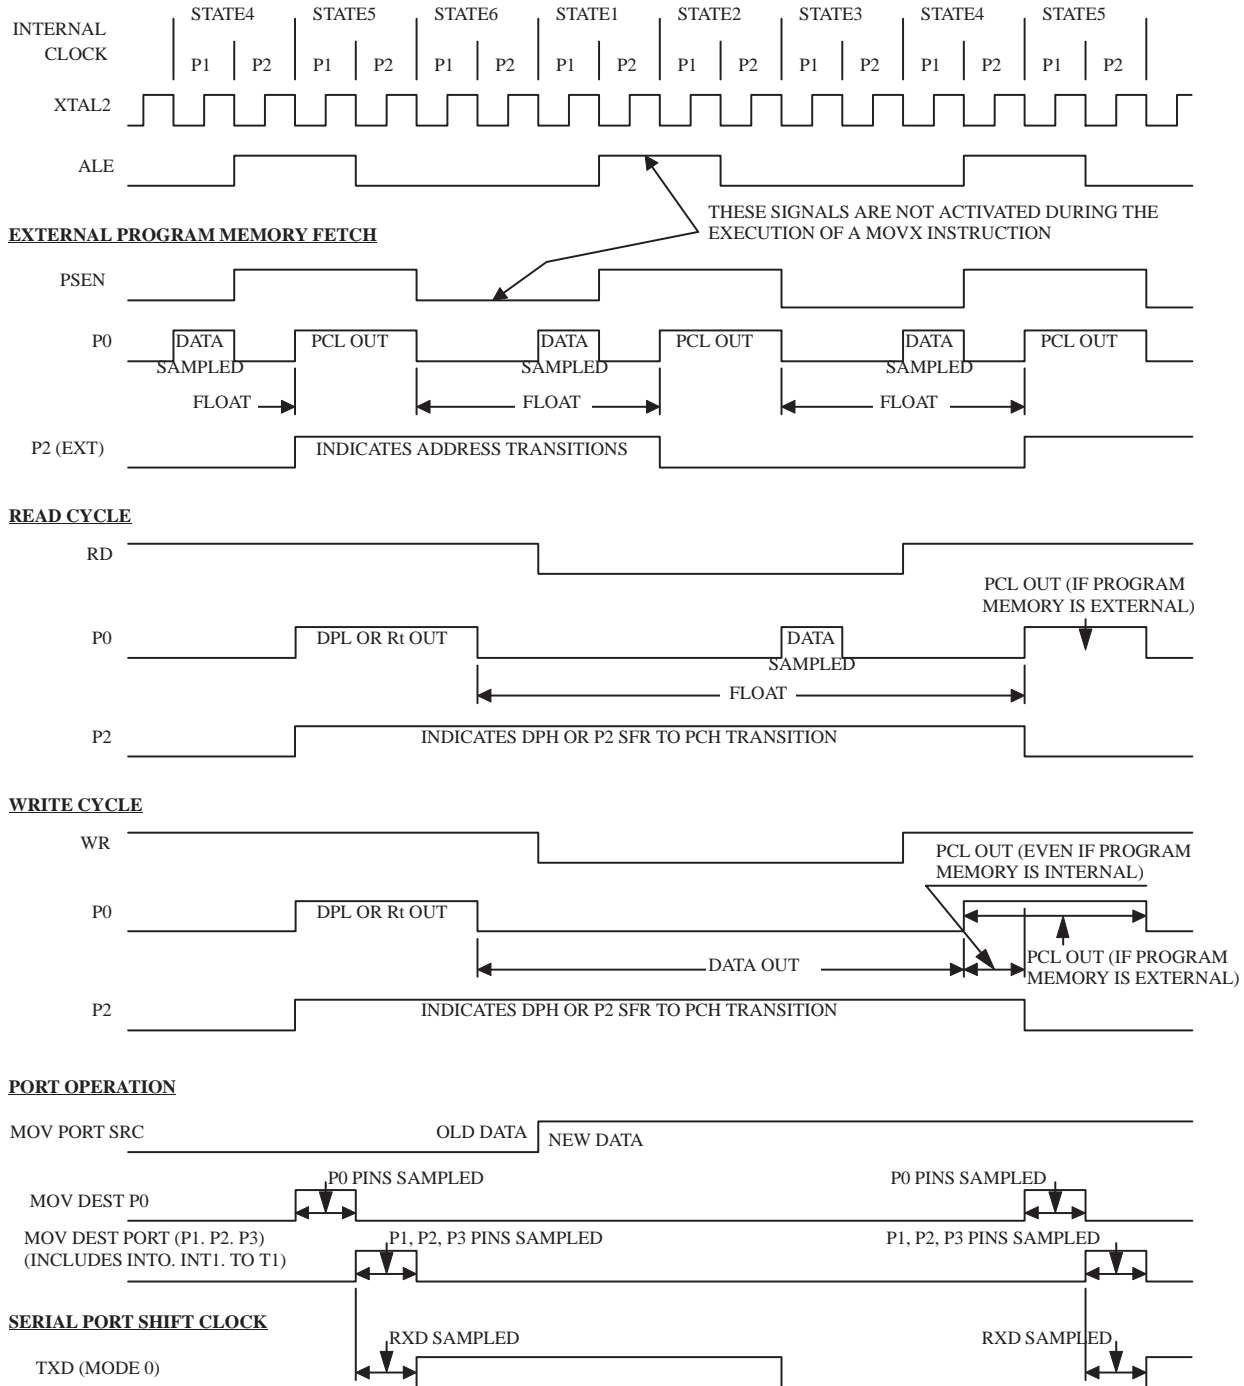 STATE4 STATE5 STATE6 STATE1 STATE2 STATE3 STATE4 STATE5
INTERNAL
CLOCK
P1 P2 P1 P2 P1 P2 P1 P2 P1 P2 P1 P2 P1 P2 P1 P2
XTAL2
ALE
THESE SIGNALS ARE NOT ACTIVATED DURING THE
EXECUTION OF A MOVX INSTRUCTION
EXTERNAL PROGRAM MEMORY FETCH
PSEN
P0
DATA PCL OUT DATA PCL OUT DATA PCL OUT
SAMPLED SAMPLED SAMPLED
FLOAT FLOAT FLOAT
P2 (EXT)
INDICATES ADDRESS TRANSITIONS
READ CYCLE
RD
PCL OUT (IF PROGRAM
MEMORY IS EXTERNAL)
P0
DPL OR Rt OUT
DATA
SAMPLED
FLOAT
P2
INDICATES DPH OR P2 SFR TO PCH TRANSITION
WRITE CYCLE
WR
PCL OUT (EVEN IF PROGRAM
MEMORY IS INTERNAL)
P0
DPL OR Rt OUT
DATA OUT
PCL OUT (IF PROGRAM
MEMORY IS EXTERNAL)
P2
INDICATES DPH OR P2 SFR TO PCH TRANSITION
PORT OPERATION
MOV PORT SRC
OLD DATA
NEW DATA
P0 PINS SAMPLED P0 PINS SAMPLED
MOV DEST P0
MOV DEST PORT (P1. P2. P3)
(INCLUDES INTO. INT1. TO T1)
P1, P2, P3 PINS SAMPLED P1, P2, P3 PINS SAMPLED
SERIAL PORT SHIFT CLOCK
RXD SAMPLED RXD SAMPLED
TXD (MODE 0)